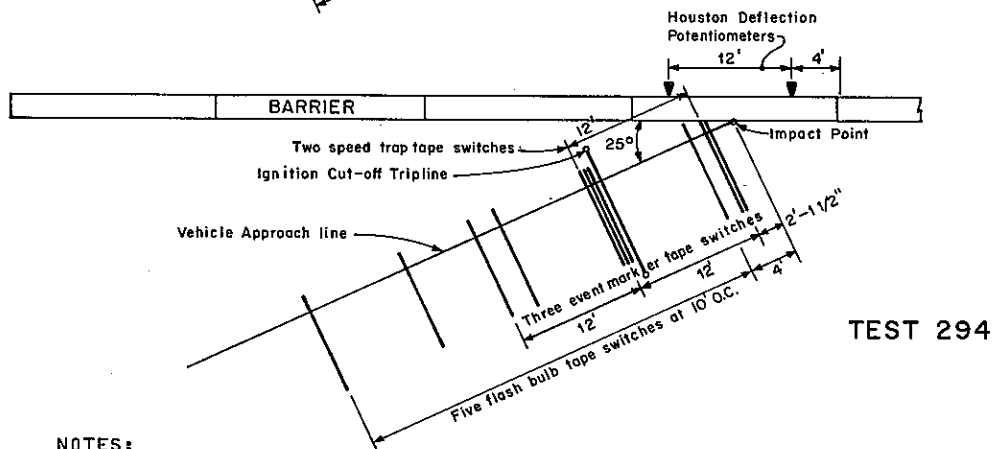 Houston Deflection
Potentiometers
12'
4'
BARRIER
12'
Two speed trap tape switches
25°
Impact Point
Ignition Cut-off Tripline
Vehicle Approach line
2'-1 1/2"
Three event marker tape switches
12'
4'
12'
Five flash bulb tape switches at 10' O.C.
TEST 294
NOTES: